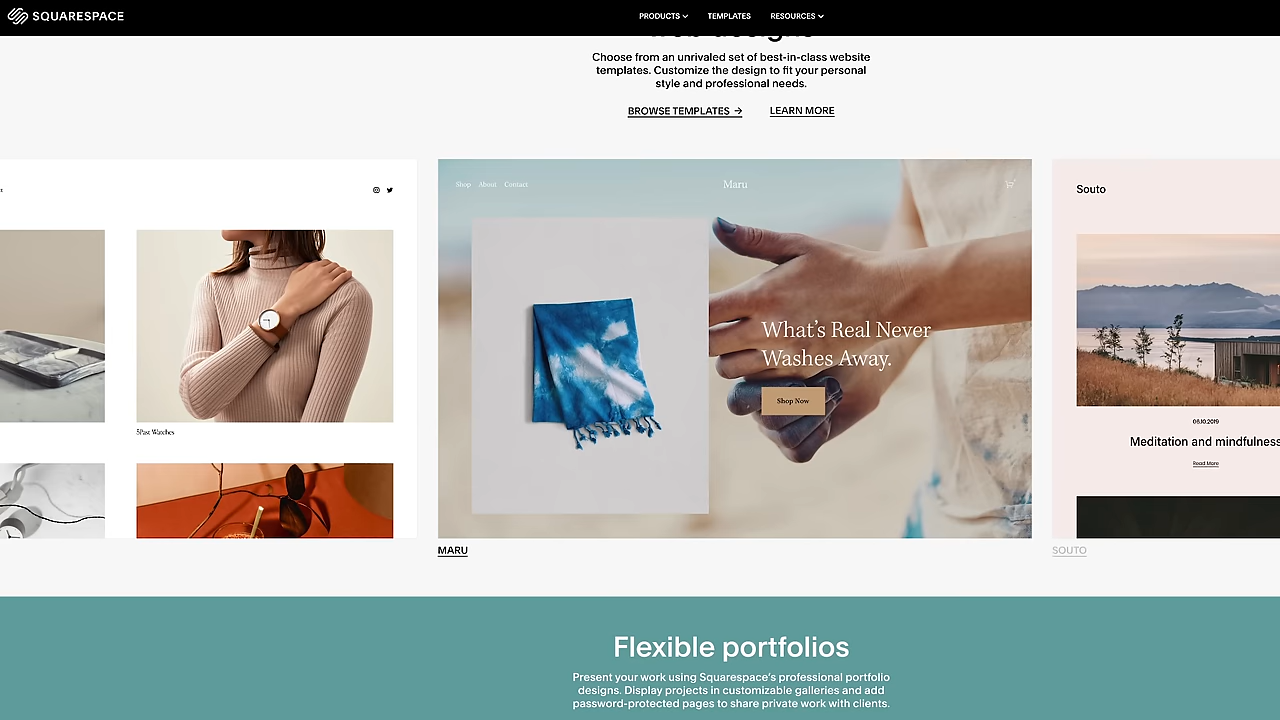 SQUARESPACE
PRODUCTS
TEMPLATES
RESOURCES
web designs
Choose from an unrivaled set of best-in-class website
templates. Customize the design to fit your personal
style and professional needs.
BROWSE TEMPLATES →
LEARN MORE
Shop About Contact
Maru
What's Real Never
Washes Away.
Shop Now
5Past Watches
Souto
06.10.2019
Meditation and mindfulness
Read More
MARU
SOUTO
Flexible portfolios
Present your work using Squarespace's professional portfolio
designs. Display projects in customizable galleries and add
password-protected pages to share private work with clients.